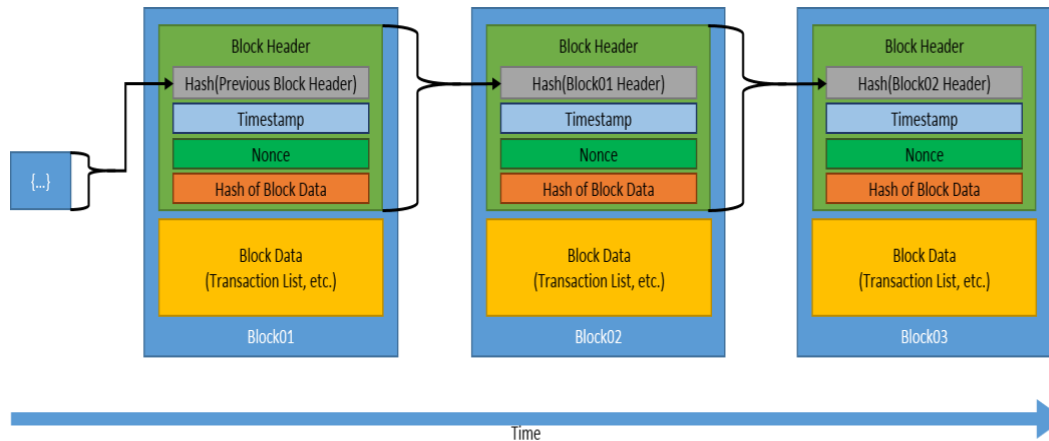 {...}
Block Header
Hash(Previous Block Header)
Timestamp
Nonce
Hash of Block Data
Block Data
(Transaction List, etc.)
Block01
Block Header
Hash(Block01 Header)
Timestamp
Nonce
Hash of Block Data
Block Data
(Transaction List, etc.)
Block02
Block Header
Hash(Block02 Header)
Timestamp
Nonce
Hash of Block Data
Block Data
(Transaction List, etc.)
Block03
Time